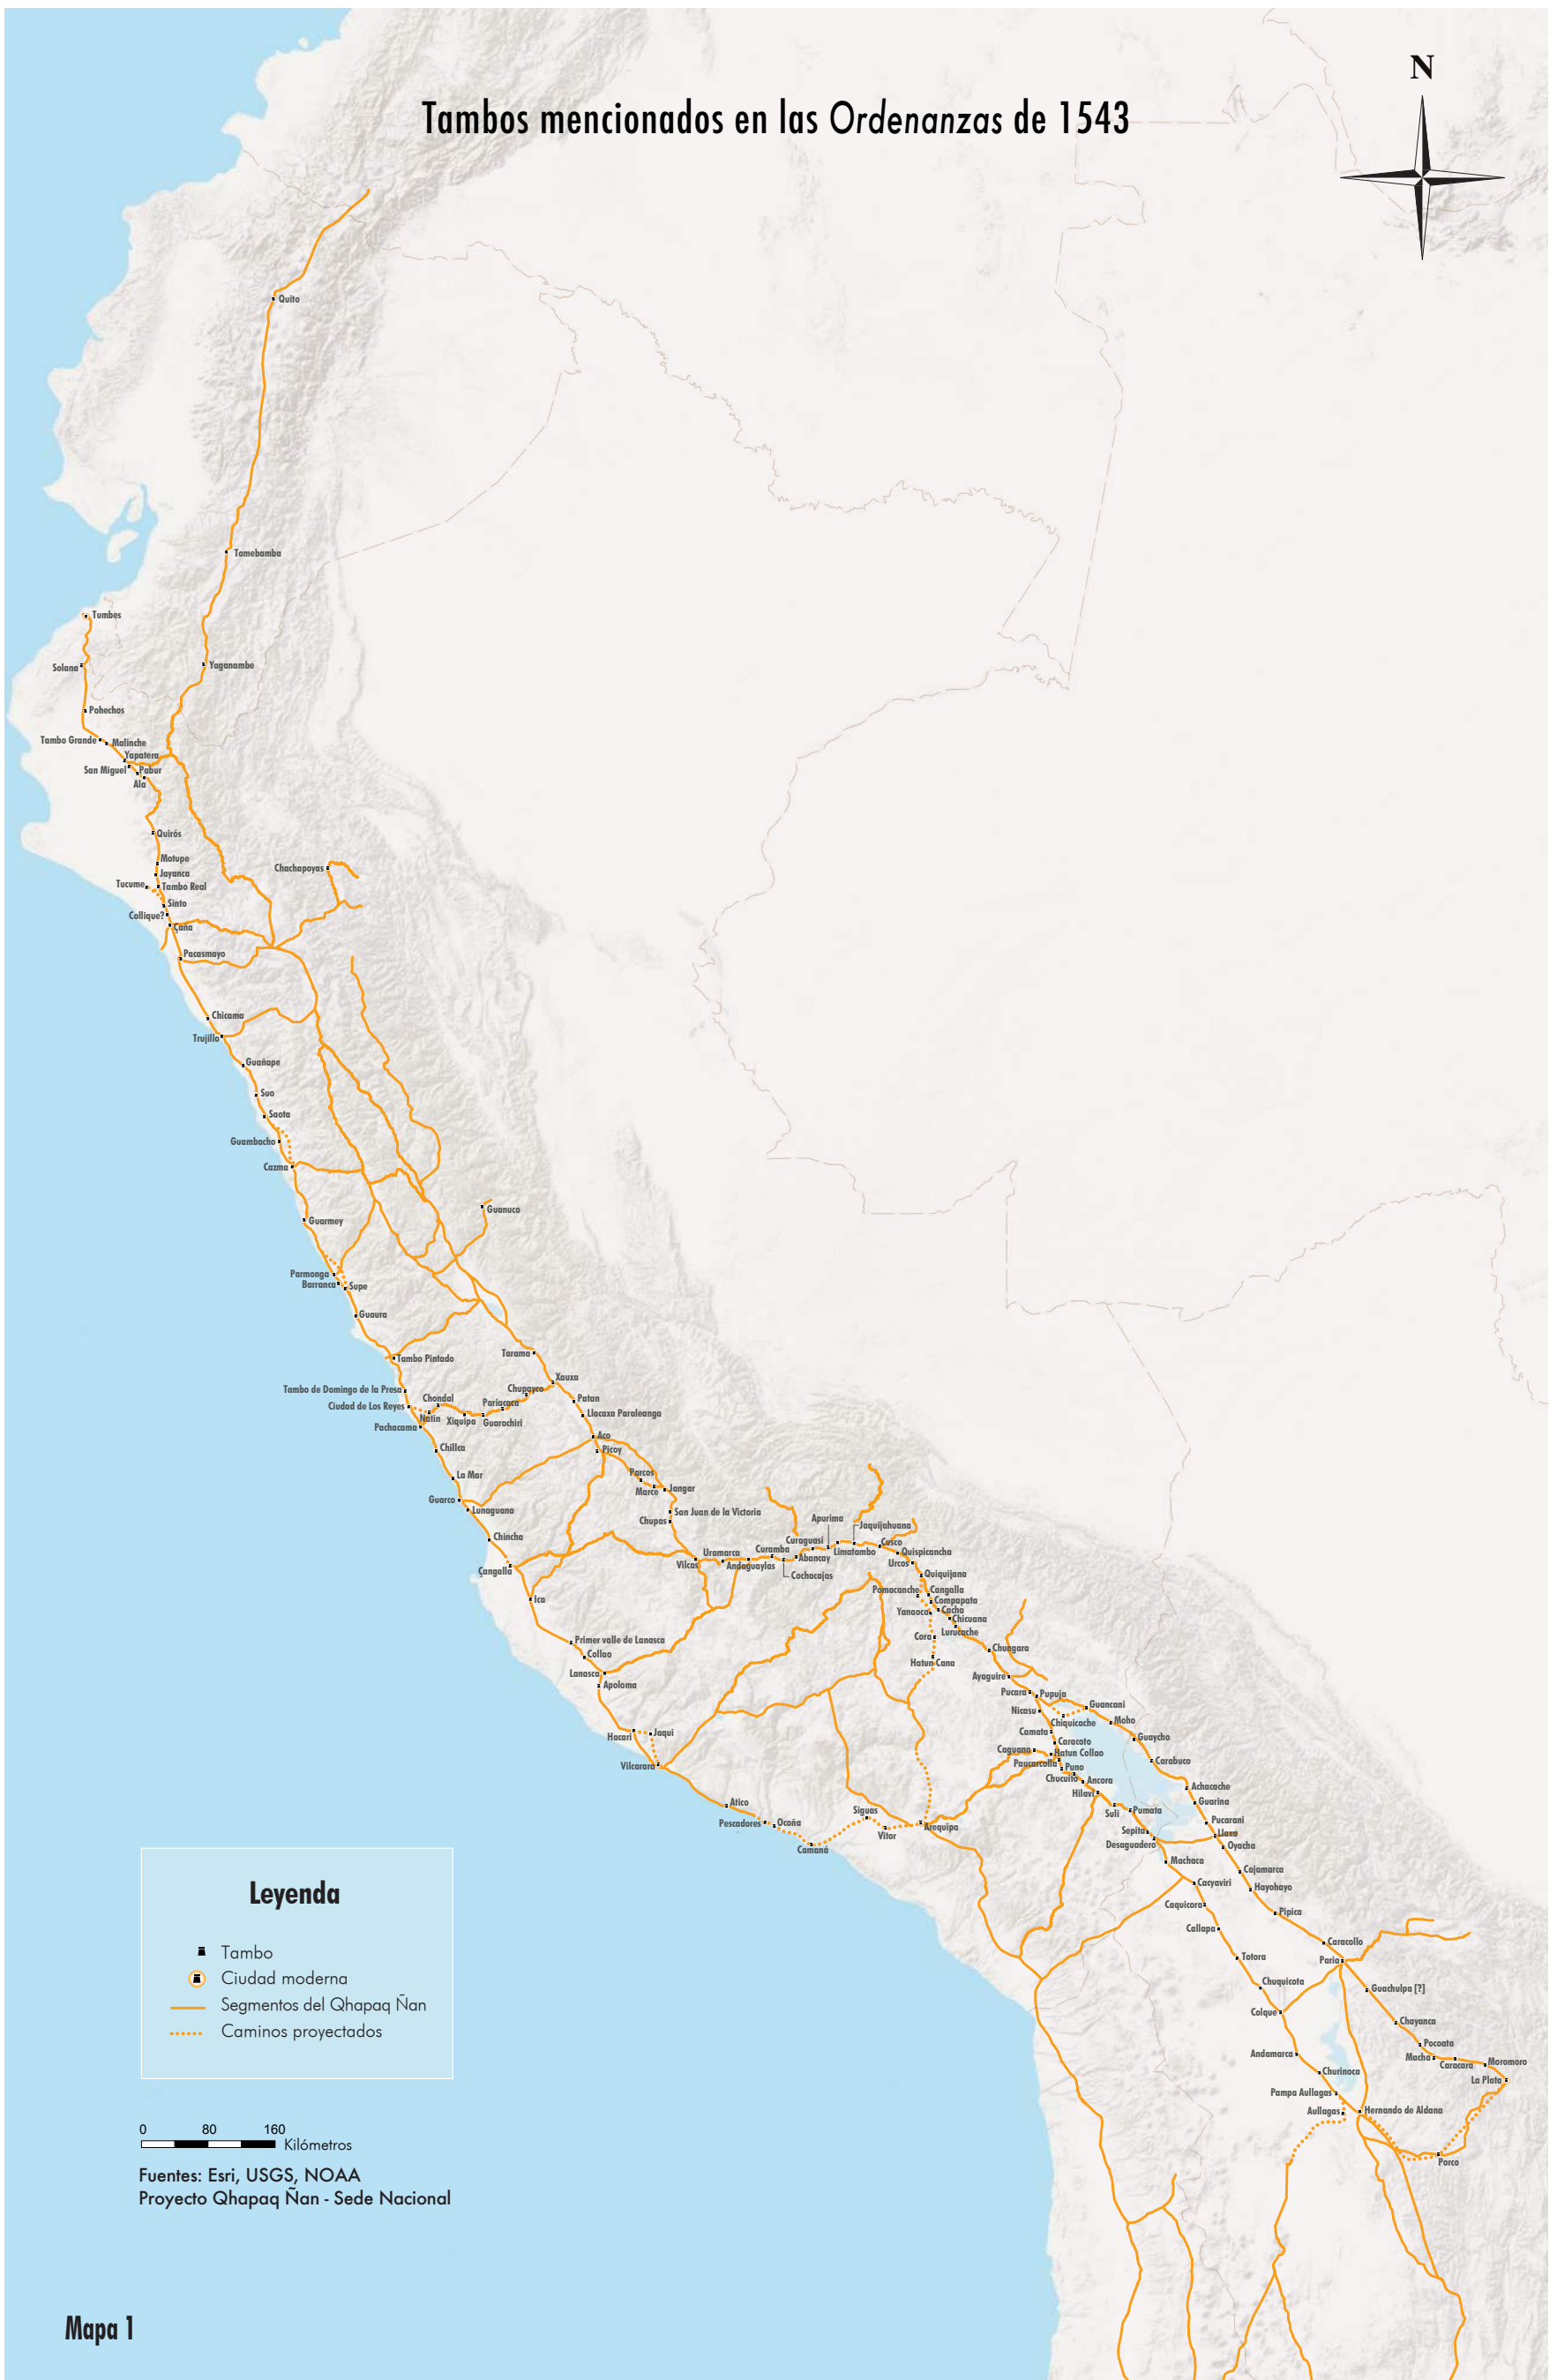 N
Tambos mencionados en las Ordenanzas de 1543
Quito
Tomebamba
Tumbes
Solana
Yaganambe
Pohechos
Tambo Grande
Malinche
Yapatera
San Miguel
Pabur
Ala
Quirós
Motupe
Chachapoyas
Jayanca
Tucume
Tambo Real
Sinto
Collique?
Çaña
Pacasmayo
Chicama
Trujillo
Guañape
Suo
Saota
Guambacho
Cazma
Guanuco
Guarmey
Parmonga
Barranca
Supe
Guaura
Tarama
Tambo Pintado
Xauxa
Tambo de Domingo de la Presa
Chupayco
Chondal
Pariacaca
Patan
Ciudad de Los Reyes
Llacaxa Paraleanga
Natin
Xiquipa
Guarochiri
Pachacama
Aco
Chillca
Picoy
La Mar
Parcos
Marce
Jangar
Guarco
Lunaguana
San Juan de la Victoria
Chupas
Apurima
Jaquijahuana
Chincha
Curaguasi
Cusco
Uramarca
Curamba
Limatambo
Quispicancha
Vilcas
Andaguaylas
Abancay
Urcos
Çangalla
Cochacajas
Quiquijana
Pomacanche
Cangalla
Compapata
Ica
Yanaoca
Cacha
Chicuana
Lurucache
Cora
Primer valle de Lanasca
Chungara
Collao
Hatun Cana
Lanasca
Ayaguire
Apoloma
Pucara
Pupuja
Guancani
Nicasu
Chiquicache
Moho
Hacari
Jaqui
Camata
Guaycho
Caracoto
Caguana
Hatun Collao
Vilcarara
Paucarcolla
Puno
Carabuco
Chucuito
Ancora
Achacache
Hilavi
Guarina
Atico
Siguas
Suli
Pumata
Pescadores
Ocoña
Pucarani
Vitor
Arequipa
Sepita
Llaxa
Camaná
Desaguadero
Oyacha
Machaca
Cajamarca
Cacyaviri
Hayohayo
Caquicora
Pipica
Callapa
Caracollo
Totora
Paria
Chuquicota
Guachulpa [?]
Colque
Chayanca
Andamarca
Pocoata
Macha
Caracara
Moromoro
Churinoca
La Plata
Pampa Aullagas
Aullagas
Hernando de Aldana
Porco
Leyenda
Tambo
Ciudad moderna
Segmentos del Qhapaq Ñan
Caminos proyectados
0 80 160
Kilómetros
Fuentes: Esri, USGS, NOAA
Proyecto Qhapaq Ñan - Sede Nacional
Mapa 1